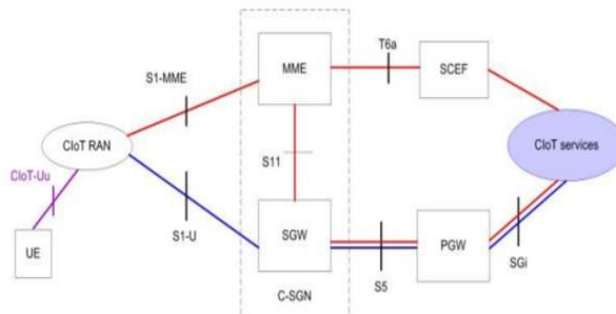 T6a
MME
SCEF
S1-MME
CIoT RAN
CIoT services
S11
CIoT-Uu
S1-U
SGW
PGW
UE
SGi
S5
C-SGN